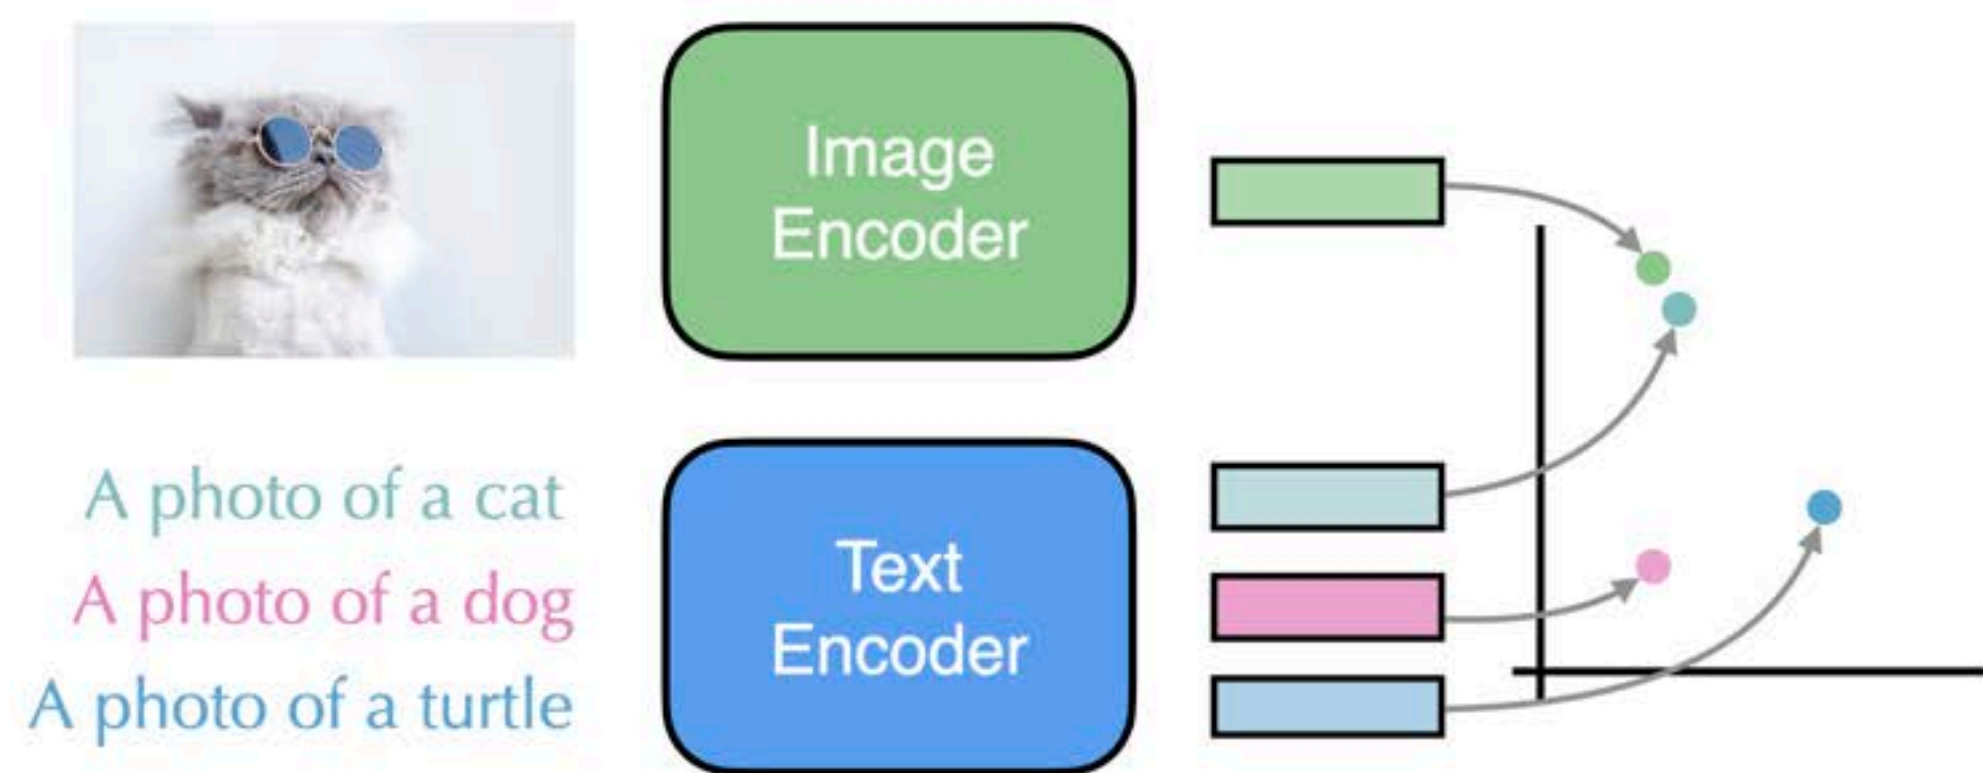 Image
Encoder
A photo of a cat
A photo of a dog
A photo of a turtle
Text
Encoder